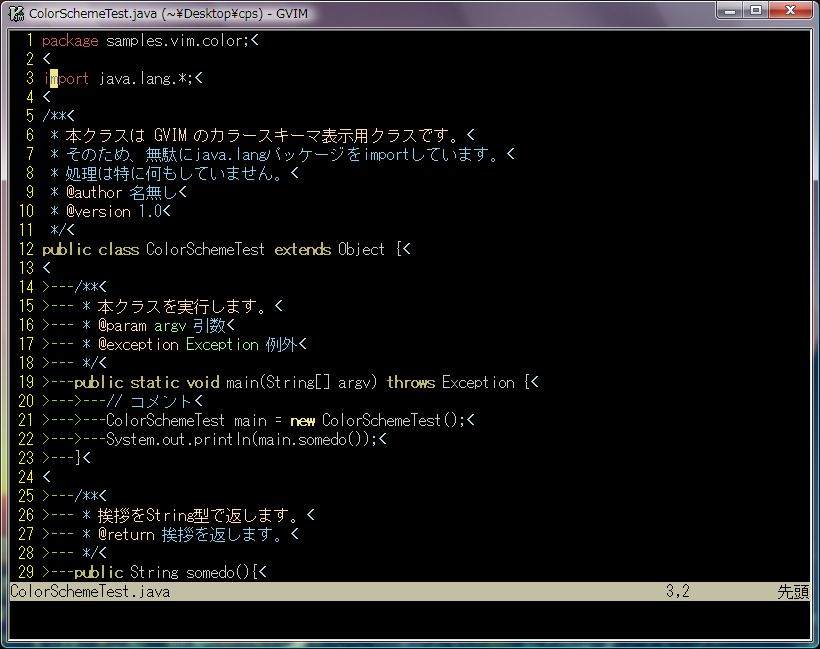 ColorSchemeTest.java (~¥Desktop¥cps) - GVIM
1 package samples.vim.color;<
2 <
3 import java.lang.*;<
4 <
5 /**<
6  * 本クラスは GVIM のカラースキーマ表示用クラスです。<
7  * そのため、無駄にjava.langパッケージをimportしています。<
8  * 処理は特に何もしていません。<
9  * @author 名無し<
10  * @version 1.0<
11  */<
12 public class ColorSchemeTest extends Object {<
13 <
14 >---/**<
15 >--- * 本クラスを実行します。<
16 >--- * @param argv 引数<
17 >--- * @exception Exception 例外<
18 >--- */<
19 >---public static void main(String[] argv) throws Exception {<
20 >--->---// コメント<
21 >--->---ColorSchemeTest main = new ColorSchemeTest();<
22 >--->---System.out.println(main.somedo());<
23 >---}<
24 <
25 >---/**<
26 >--- * 挨拶をString型で返します。<
27 >--- * @return 挨拶を返します。<
28 >--- */<
29 >---public String somedo(){<
ColorSchemeTest.java 3,2 先頭